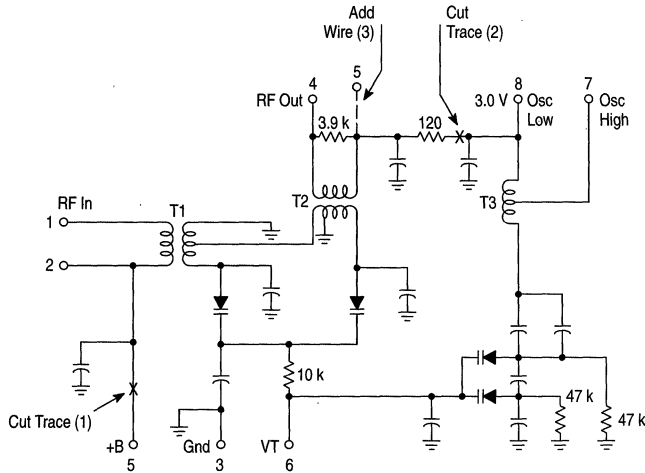 Add
Wire (3)
Cut
Trace (2)
4
5
8
7
RF Out
3.0 V
Osc
Low
Osc
High
3.9 k
120
T2
T3
RF In
T1
1
2
10 k
47 k
47 k
Cut Trace (1)
+B
5
Gnd
3
VT
6